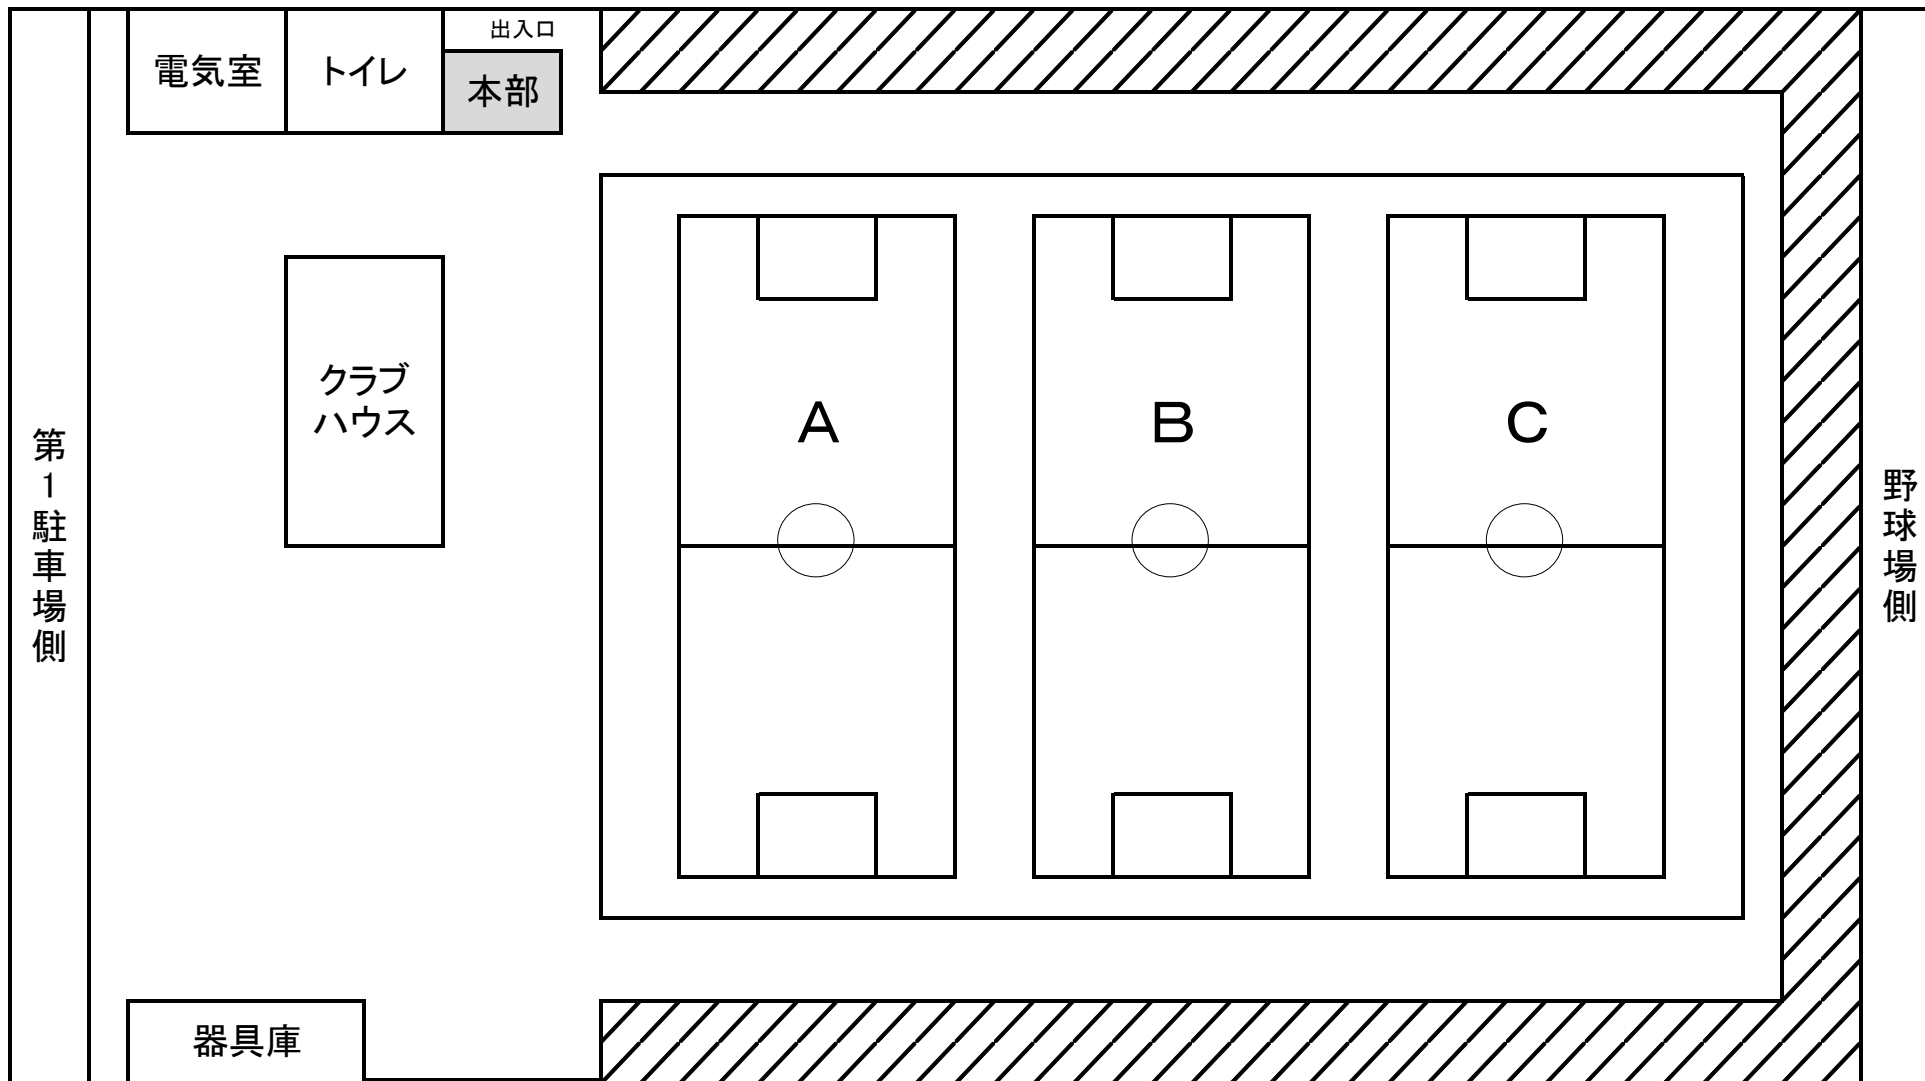 出入口
電気室
トイレ
本部
クラブ
ハウス
A
B
C
第1駐車場側
野球場側
器具庫